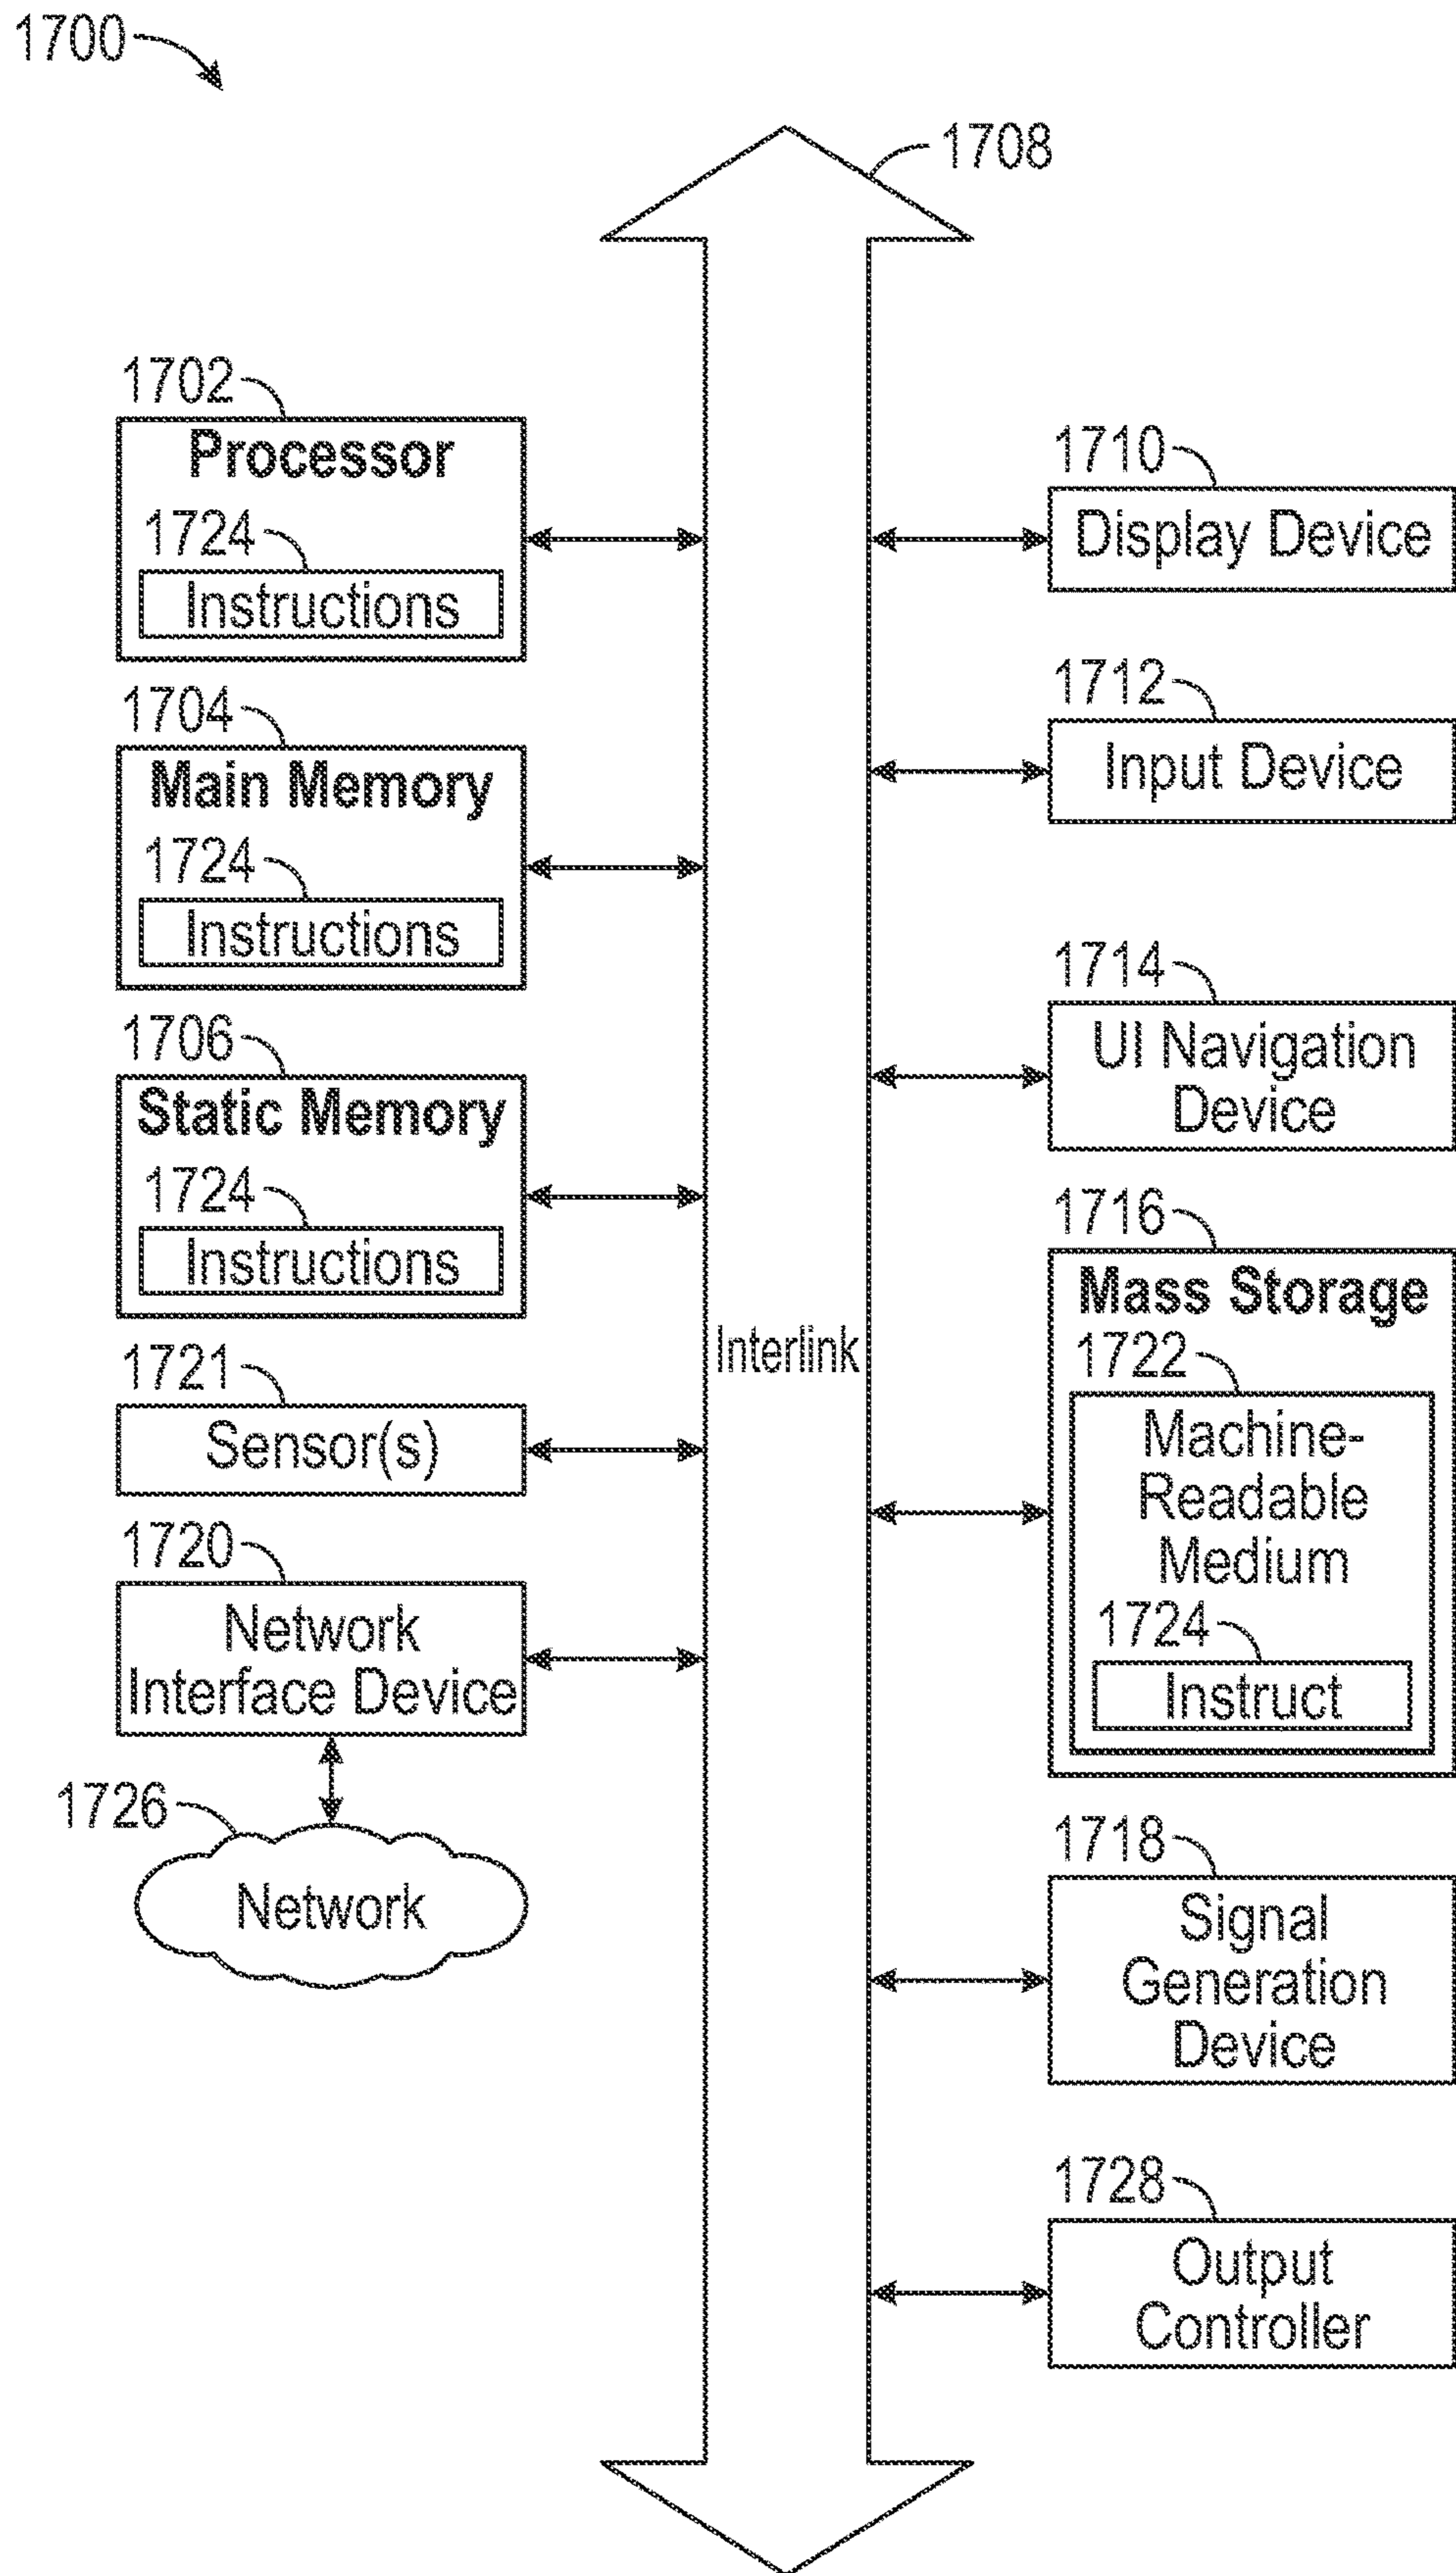 1700
1708
1702
Processor
1724
Instructions
1704
Main Memory
1724
Instructions
1706
Static Memory
1724
Instructions
1721
Sensor(s)
1720
Network
Interface Device
1726
Network
Interlink
1710
Display Device
1712
Input Device
1714
UI Navigation
Device
1716
Mass Storage
1722
Machine-
Readable
Medium
1724
Instruct
1718
Signal
Generation
Device
1728
Output
Controller